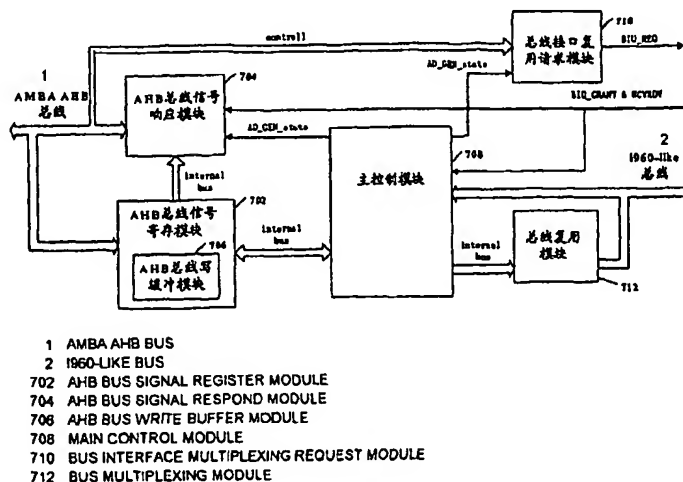 controll
710
总线接口复
用请求模块
BIU_REQ
1
AMBA AHB
总线
704
AHB总线信号
响应模块
AD_GEN_state
BIU_GRANT & RCVLDV
AD_GEN_state
708
2
I960-like
总线
internal
bus
主控制模块
702
AHB总线信号
寄存模块
706
AHB总线写
缓冲模块
internal
bus
internal
bus
总线复用
模块
712
1 AMBA AHB BUS
2 I960-LIKE BUS
702 AHB BUS SIGNAL REGISTER MODULE
704 AHB BUS SIGNAL RESPOND MODULE
706 AHB BUS WRITE BUFFER MODULE
708 MAIN CONTROL MODULE
710 BUS INTERFACE MULTIPLEXING REQUEST MODULE
712 BUS MULTIPLEXING MODULE